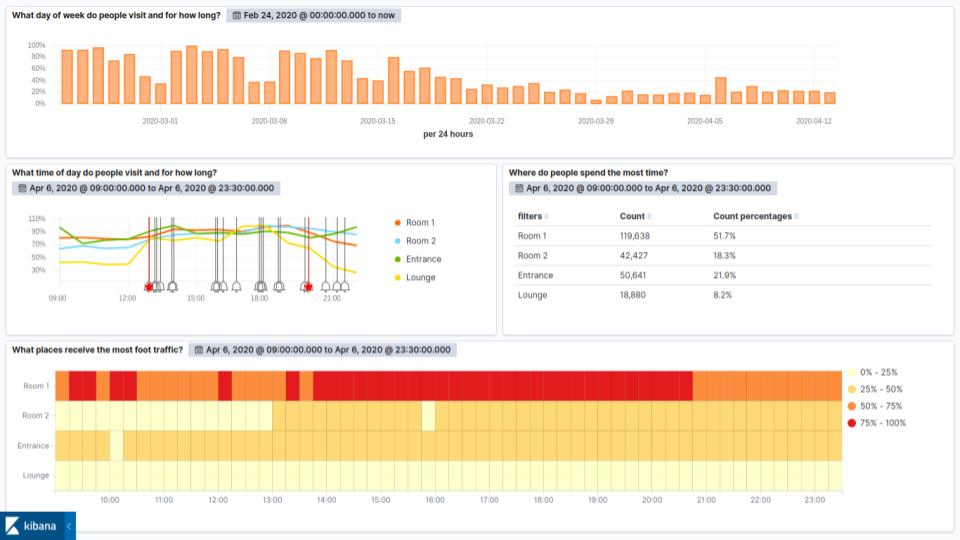 What day of week do people visit and for how long? Feb 24, 2020 @ 00:00:00.000 to now
100%
80%
60%
40%
20%
0%
2020-03-01 2020-03-08 2020-03-15 2020-03-22 2020-03-29 2020-04-05 2020-04-12
per 24 hours
What time of day do people visit and for how long?
Apr 6, 2020 @ 09:00:00.000 to Apr 6, 2020 @ 23:30:00.000
110%
90%
70%
50%
30%
09:00 12:00 15:00 18:00 21:00
Room 1
Room 2
Entrance
Lounge
Where do people spend the most time?
Apr 6, 2020 @ 09:00:00.000 to Apr 6, 2020 @ 23:30:00.000
filters Count Count percentages
Room 1 119,638 51.7%
Room 2 42,427 18.3%
Entrance 50,641 21.9%
Lounge 18,880 8.2%
What places receive the most foot traffic? Apr 6, 2020 @ 09:00:00.000 to Apr 6, 2020 @ 23:30:00.000
Room 1
Room 2
Entrance
Lounge
10:00 11:00 12:00 13:00 14:00 15:00 16:00 17:00 18:00 19:00 20:00 21:00 22:00 23:00
0% - 25%
25% - 50%
50% - 75%
75% - 100%
kibana